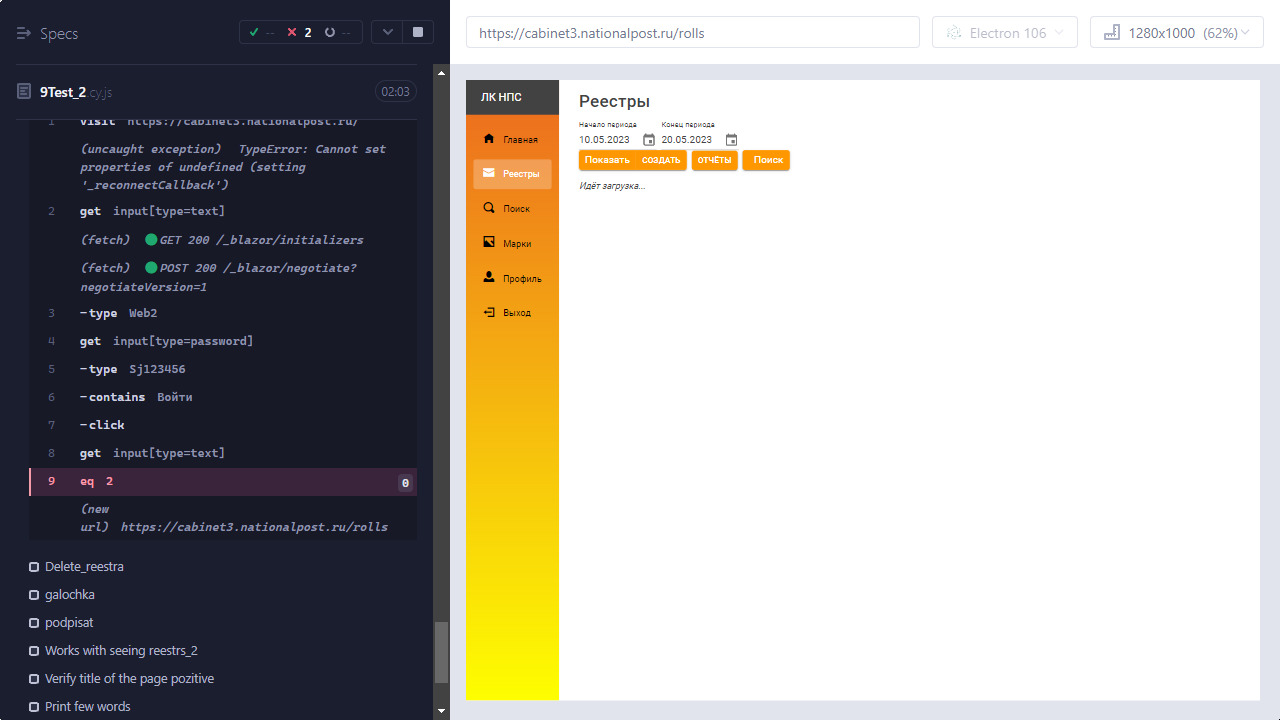 Specs
-- 2 --
9Test_2.cy.js 02:03
1 visit https://cabinet3.nationalpost.ru/
(uncaught exception) TypeError: Cannot set
properties of undefined (setting
'_reconnectCallback')
2 get input[type=text]
(fetch) GET 200 /_blazor/initializers
(fetch) POST 200 /_blazor/negotiate?
negotiateVersion=1
3 -type Web2
4 get input[type=password]
5 -type Sj123456
6 -contains Войти
7 -click
8 get input[type=text]
9 eq 2 0
(new
url) https://cabinet3.nationalpost.ru/rolls
Delete_reestra
galochka
podpisat
Works with seeing reestrs_2
Verify title of the page pozitive
Print few words
https://cabinet3.nationalpost.ru/rolls
Electron 106
1280x1000 (62%)
ЛК НПС
Главная
Реестры
Поиск
Марки
Профиль
Выход
Реестры
Начало периода Конец периода
10.05.2023 20.05.2023
Показать СОЗДАТЬ ОТЧЁТЫ Поиск
Идёт загрузка...